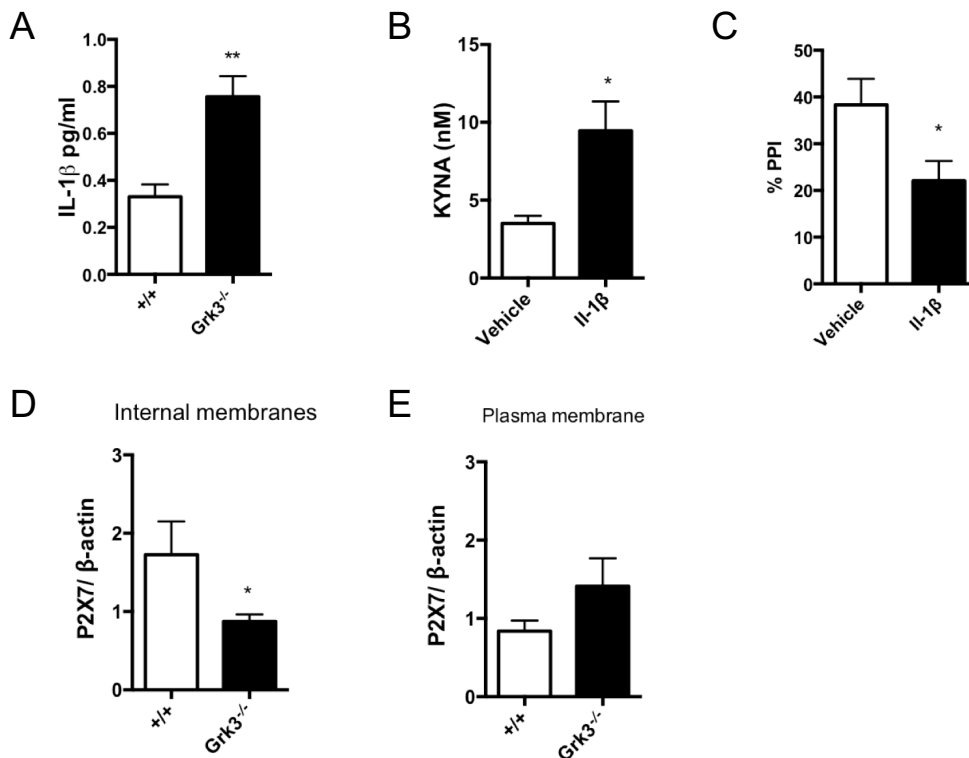 A
IL-1β pg/ml
1.0
0.8
0.6
0.4
0.2
0.0
**
+/+
Grk3-/-
B
KYNA (nM)
15
10
5
0
*
Vehicle
Il-1β
C
% PPI
50
40
30
20
10
0
*
Vehicle
Il-1β
D
Internal membranes
P2X7/ β-actin
3
2
1
0
*
+/+
Grk3-/-
E
Plasma membrane
P2X7/ β-actin
3
2
1
0
+/+
Grk3-/-